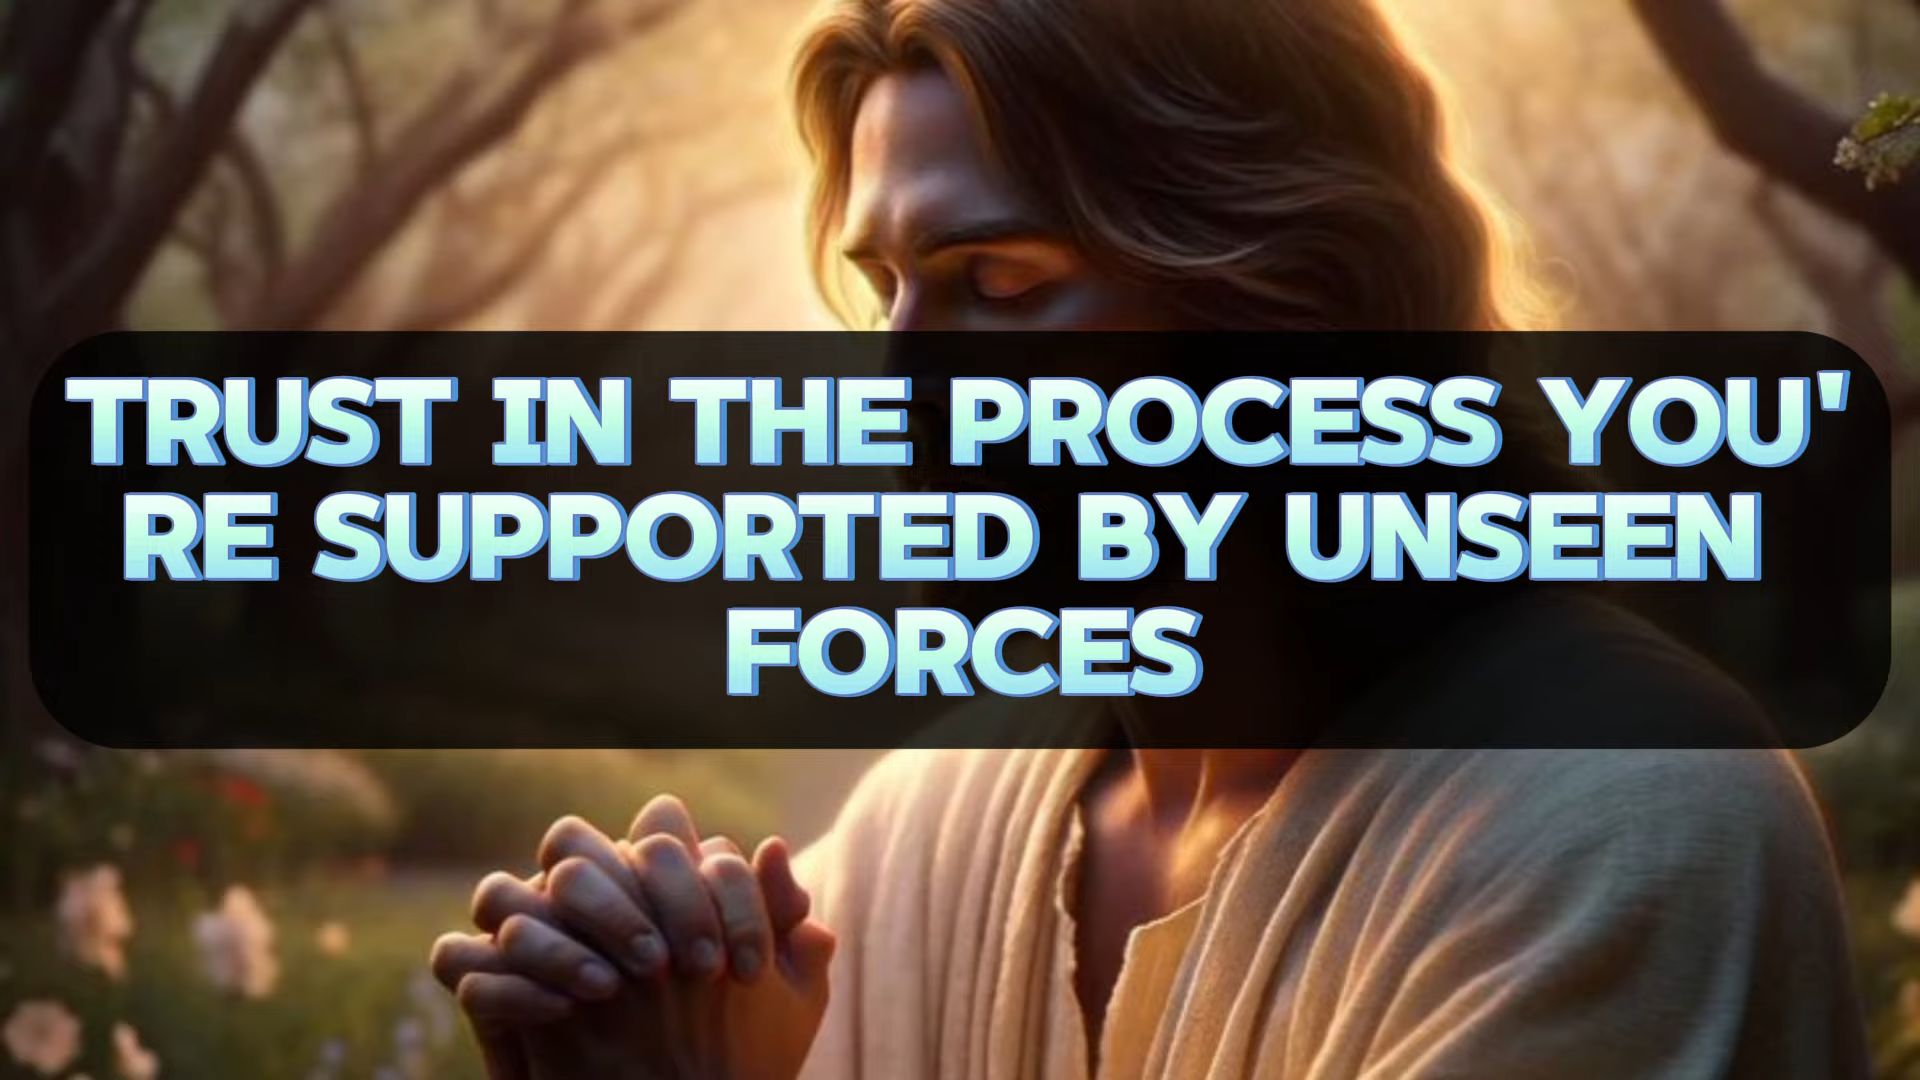 TRUST IN THE PROCESS YOU'
RE SUPPORTED BY UNSEEN
FORCES